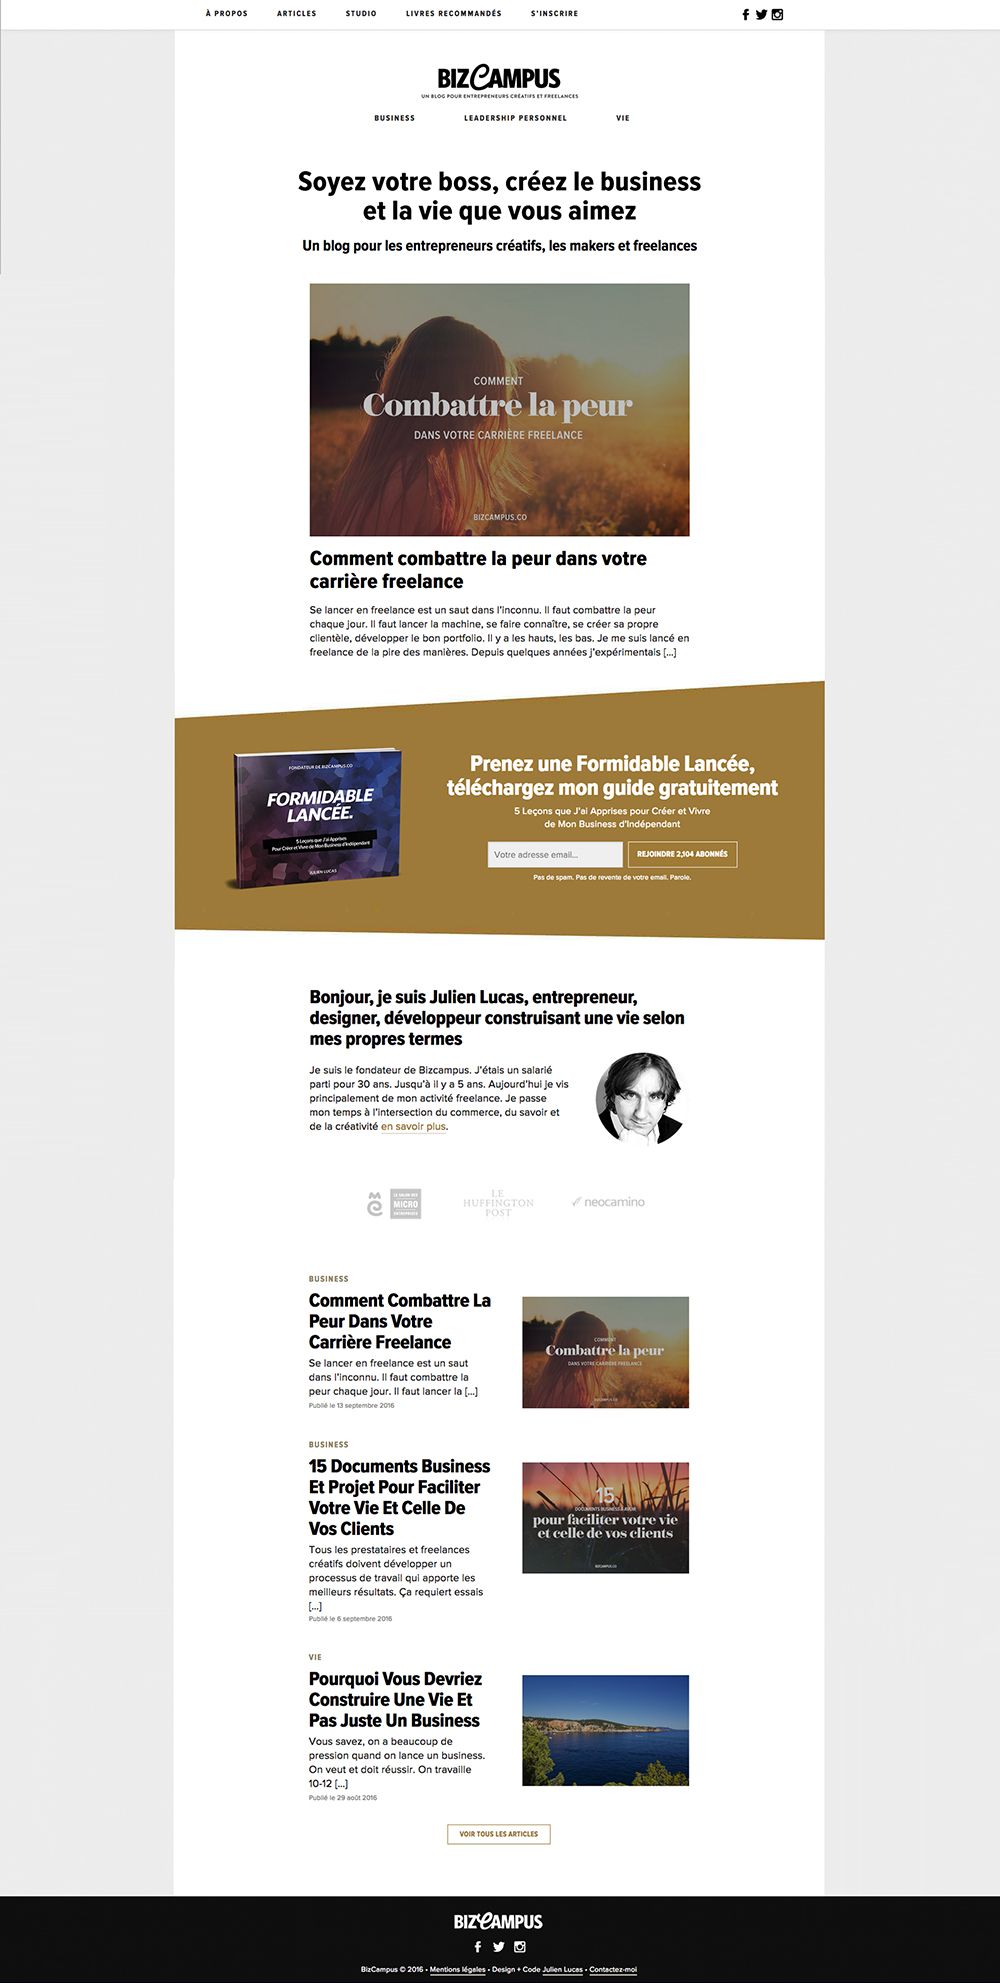 À PROPOS ARTICLES STUDIO LIVRES RECOMMANDÉS S'INSCRIRE
BIZCAMPUS
UN BLOG POUR ENTREPRENEURS CRÉATIFS ET FREELANCES
BUSINESS LEADERSHIP PERSONNEL VIE
Soyez votre boss, créez le business
et la vie que vous aimez
Un blog pour les entrepreneurs créatifs, les makers et freelances
COMMENT
Combattre la peur
DANS VOTRE CARRIÈRE FREELANCE
BIZCAMPUS.CO
Comment combattre la peur dans votre
carrière freelance
Se lancer en freelance est un saut dans l'inconnu. Il faut combattre la peur
chaque jour. Il faut lancer la machine, se faire connaître, se créer sa propre
clientèle, développer le bon portfolio. Il y a les hauts, les bas. Je me suis lancé en
freelance de la pire des manières. Depuis quelques années j'expérimentais [...]
FONDATEUR DE BIZCAMPUS.CO
FORMIDABLE
LANCÉE.
5 Leçons que J'ai Apprises
Pour Créer et Vivre de Mon Business d'Indépendant
JULIEN LUCAS
Prenez une Formidable Lancée,
téléchargez mon guide gratuitement
5 Leçons que J'ai Apprises pour Créer et Vivre
de Mon Business d'Indépendant
Votre adresse email... REJOINDRE 2,104 ABONNÉS
Pas de spam. Pas de revente de votre email. Parole.
Bonjour, je suis Julien Lucas, entrepreneur,
designer, développeur construisant une vie selon
mes propres termes
Je suis le fondateur de Bizcampus. J'étais un salarié
parti pour 30 ans. Jusqu'à il y a 5 ans. Aujourd'hui je vis
principalement de mon activité freelance. Je passe
mon temps à l'intersection du commerce, du savoir et
de la créativité en savoir plus.
LE SALON DES
MICRO
ENTREPRISES
LE
HUFFINGTON
POST
neocamino
BUSINESS
Comment Combattre La
Peur Dans Votre
Carrière Freelance
Se lancer en freelance est un saut
dans l'inconnu. Il faut combattre la
peur chaque jour. Il faut lancer la [...]
Publié le 13 septembre 2016
COMMENT
Combattre la peur
DANS VOTRE CARRIÈRE FREELANCE
BIZCAMPUS.CO
BUSINESS
15 Documents Business
Et Projet Pour Faciliter
Votre Vie Et Celle De
Vos Clients
Tous les prestataires et freelances
créatifs doivent développer un
processus de travail qui apporte les
meilleurs résultats. Ça requiert essais
[...]
Publié le 6 septembre 2016
15
DOCUMENTS BUSINESS À AVOIR
pour faciliter votre vie
et celle de vos clients
BIZCAMPUS.CO
VIE
Pourquoi Vous Devriez
Construire Une Vie Et
Pas Juste Un Business
Vous savez, on a beaucoup de
pression quand on lance un business.
On veut et doit réussir. On travaille
10-12 [...]
Publié le 29 août 2016
VOIR TOUS LES ARTICLES
BIZCAMPUS
BizCampus © 2016 • Mentions légales • Design + Code Julien Lucas • Contactez-moi